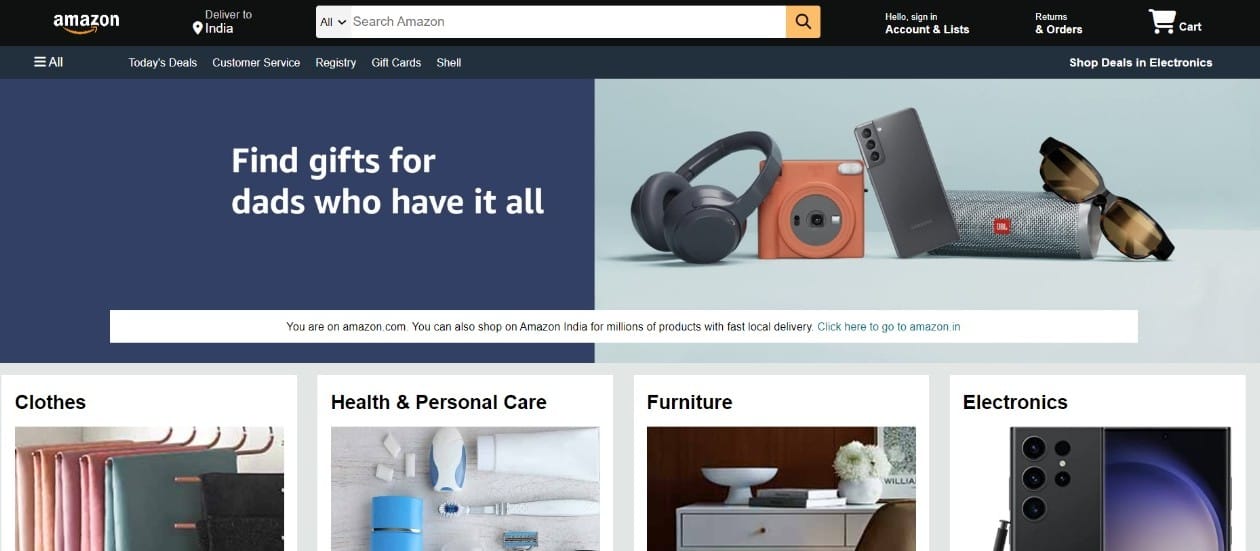 amazon
Deliver to
India
All
Search Amazon
Hello, sign in
Account & Lists
Returns
& Orders
Cart
All
Today's Deals
Customer Service
Registry
Gift Cards
Shell
Shop Deals in Electronics
Find gifts for
dads who have it all
SAMSUNG
JBL
You are on amazon.com. You can also shop on Amazon India for millions of products with fast local delivery. Click here to go to amazon.in
Clothes
Health & Personal Care
Furniture
Electronics
WILLIA